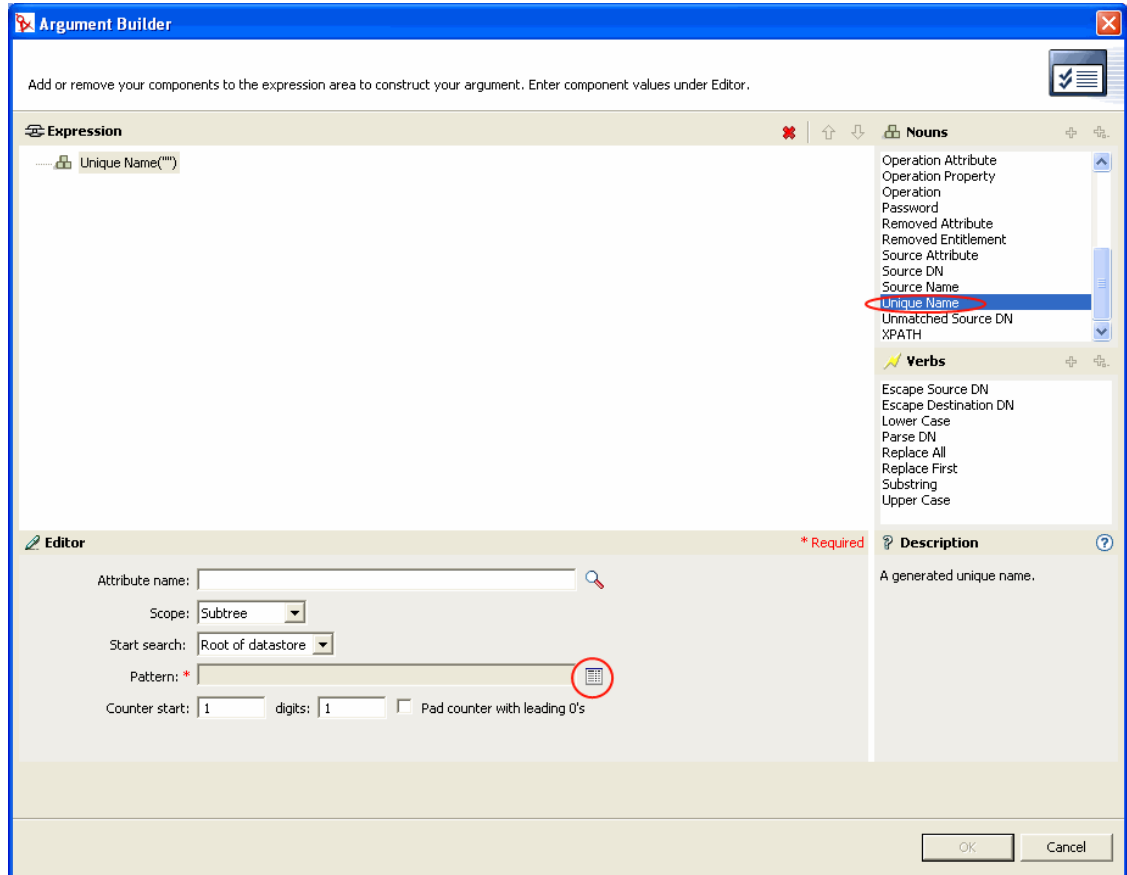 Argument Builder
Add or remove your components to the expression area to construct your argument. Enter component values under Editor.
Expression
Unique Name("")
Nouns
Operation Attribute
Operation Property
Operation
Password
Removed Attribute
Removed Entitlement
Source Attribute
Source DN
Source Name
Unique Name
Unmatched Source DN
XPATH
Verbs
Escape Source DN
Escape Destination DN
Lower Case
Parse DN
Replace All
Replace First
Substring
Upper Case
Editor
* Required
Attribute name:
Scope: Subtree
Start search: Root of datastore
Pattern: *
Counter start: 1 digits: 1 Pad counter with leading 0's
Description
A generated unique name.
OK Cancel